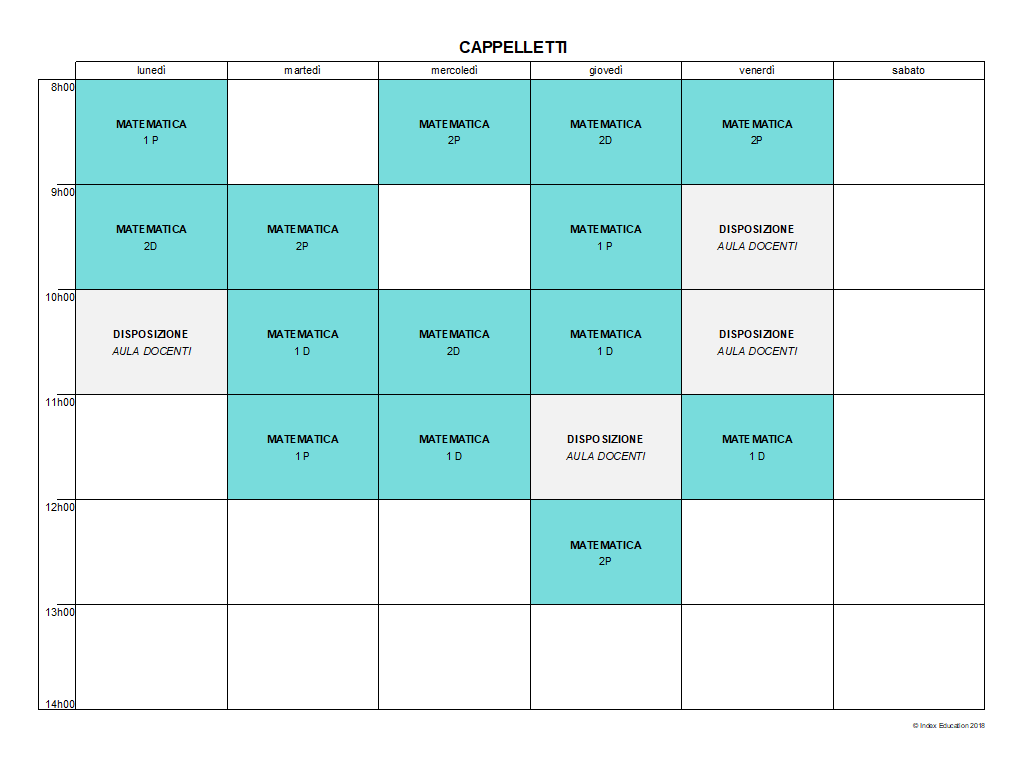 CAPPELLETTI
lunedì martedì mercoledì giovedì venerdì sabato
8h00
MATEMATICA MATEMATICA MATEMATICA MATEMATICA
1 P 2P 2D 2P
9h00
MATEMATICA MATEMATICA MATEMATICA DISPOSIZIONE
2D 2P 1 P AULA DOCENTI
10h00
DISPOSIZIONE MATEMATICA MATEMATICA MATEMATICA DISPOSIZIONE
AULA DOCENTI 1 D 2D 1 D AULA DOCENTI
11h00
MATEMATICA MATEMATICA DISPOSIZIONE MATEMATICA
1 P 1 D AULA DOCENTI 1 D
12h00
MATEMATICA
2P
13h00
14h00
© Index Education 2018